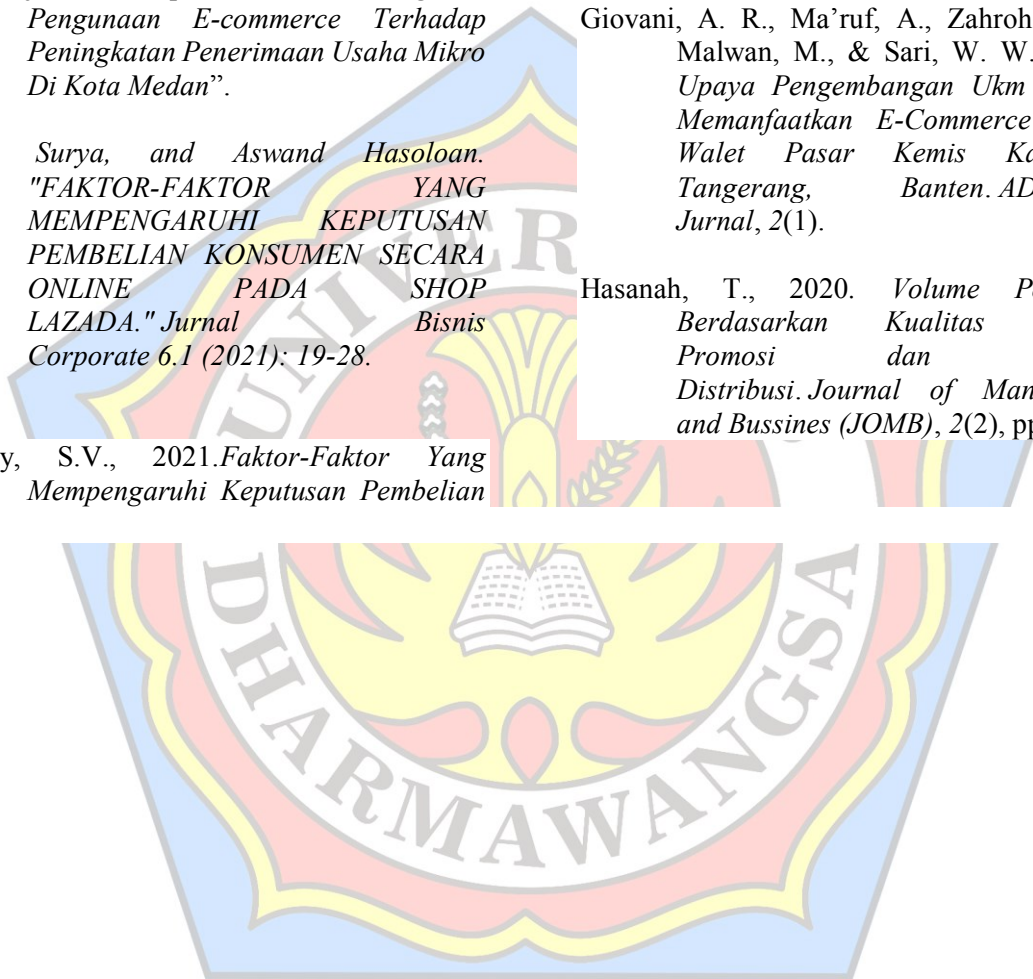 Pengunaan E-commerce Terhadap
Peningkatan Penerimaan Usaha Mikro
Di Kota Medan”.
Surya, and Aswand Hasoloan.
"FAKTOR-FAKTOR YANG
MEMPENGARUHI KEPUTUSAN
PEMBELIAN KONSUMEN SECARA
ONLINE PADA SHOP
LAZADA." Jurnal Bisnis
Corporate 6.1 (2021): 19-28.
y, S.V., 2021.Faktor-Faktor Yang
Mempengaruhi Keputusan Pembelian
Giovani, A. R., Ma’ruf, A., Zahroh
Malwan, M., & Sari, W. W.
Upaya Pengembangan Ukm
Memanfaatkan E-Commerce
Walet Pasar Kemis Ka
Tangerang, Banten. AD
Jurnal, 2(1).
Hasanah, T., 2020. Volume P
Berdasarkan Kualitas
Promosi dan
Distribusi. Journal of Man
and Bussines (JOMB), 2(2), pp
UNIVER
DHARMAWANGSA